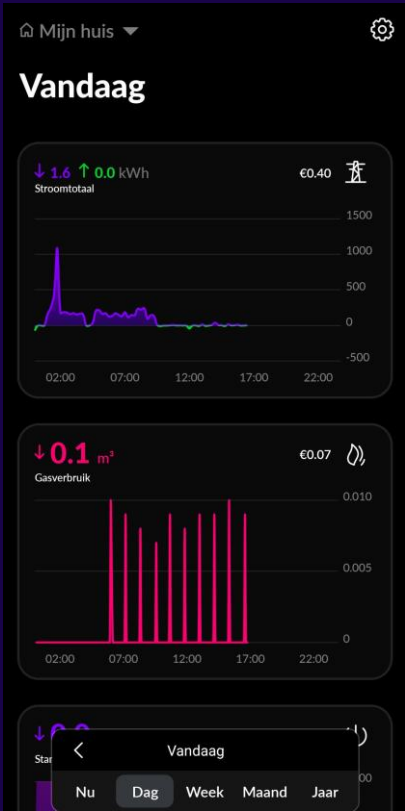 Mijn huis
Vandaag
↓ 1.6 ↑ 0.0 kWh
€0.40
Stroomtotaal
1500
1000
500
0
-500
02:00 07:00 12:00 17:00 22:00
↓ 0.1 m³
€0.07
Gasverbruik
0.010
0.005
0
02:00 07:00 12:00 17:00 22:00
Vandaag
Nu Dag Week Maand Jaar